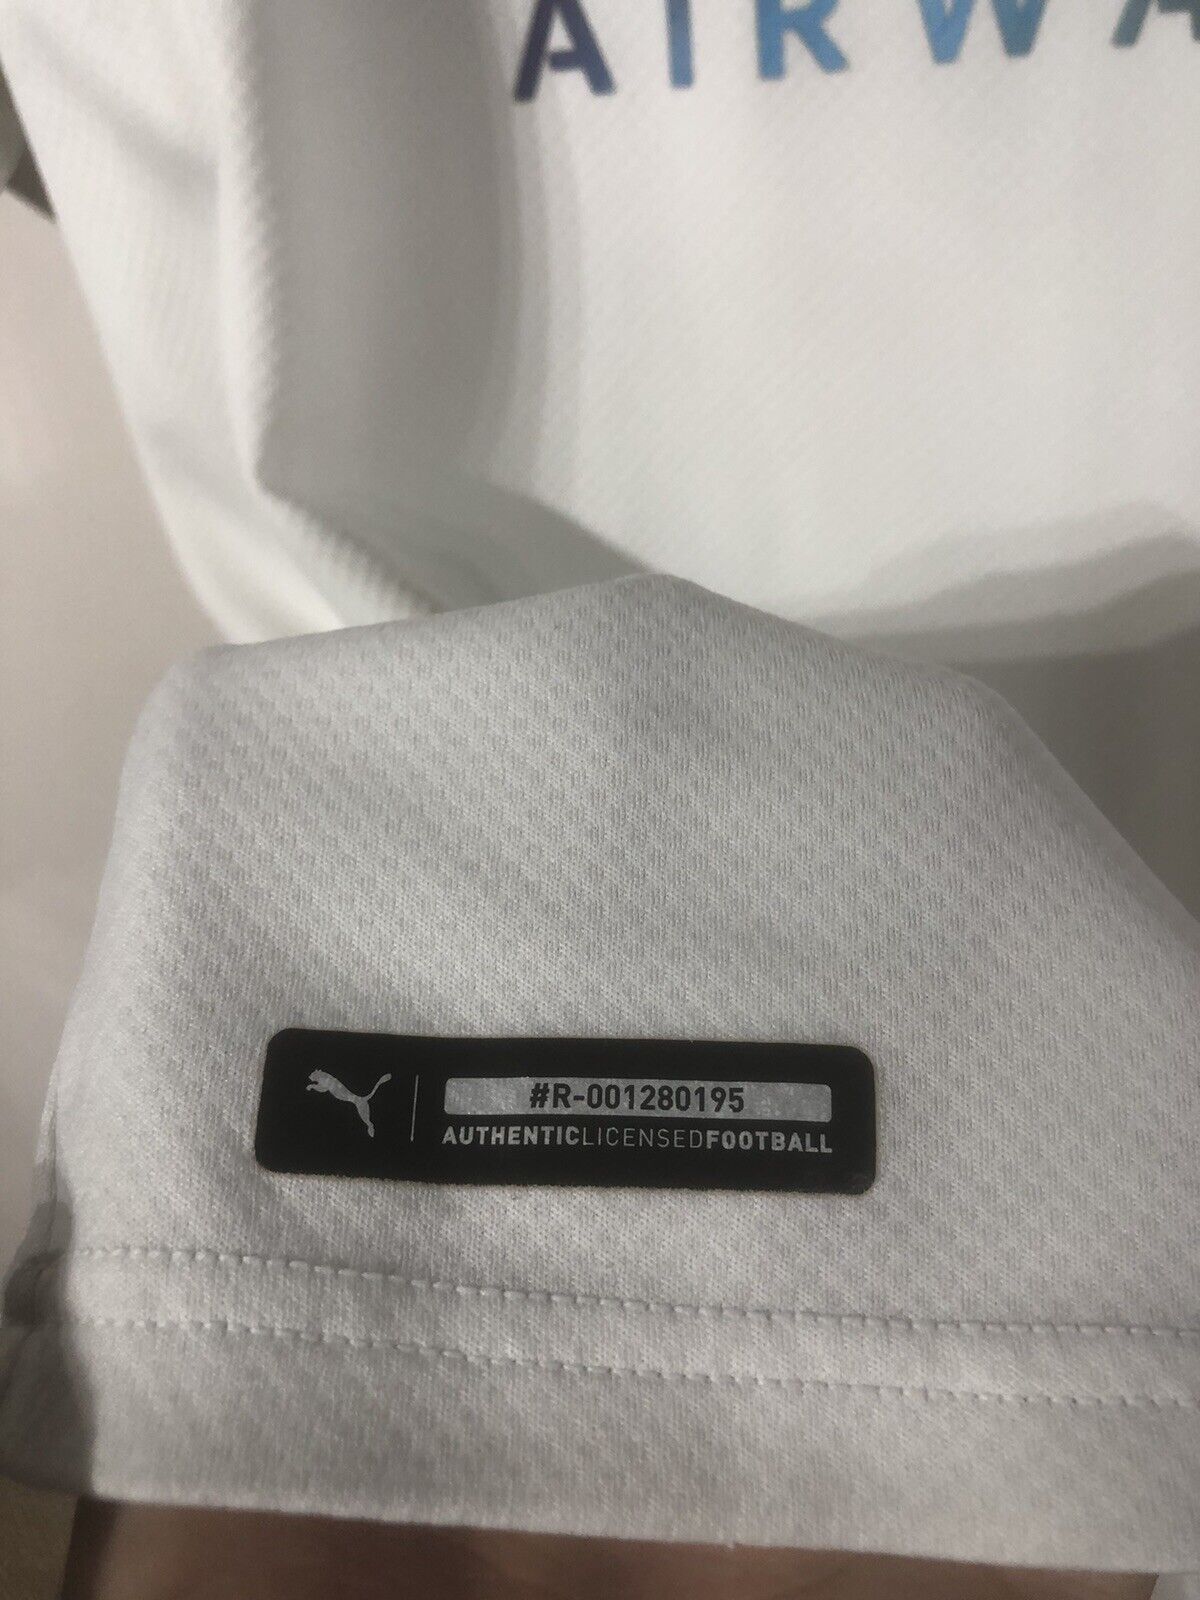 AIRWA
#R-001280195
AUTHENTICLICENSEDFOOTBALL